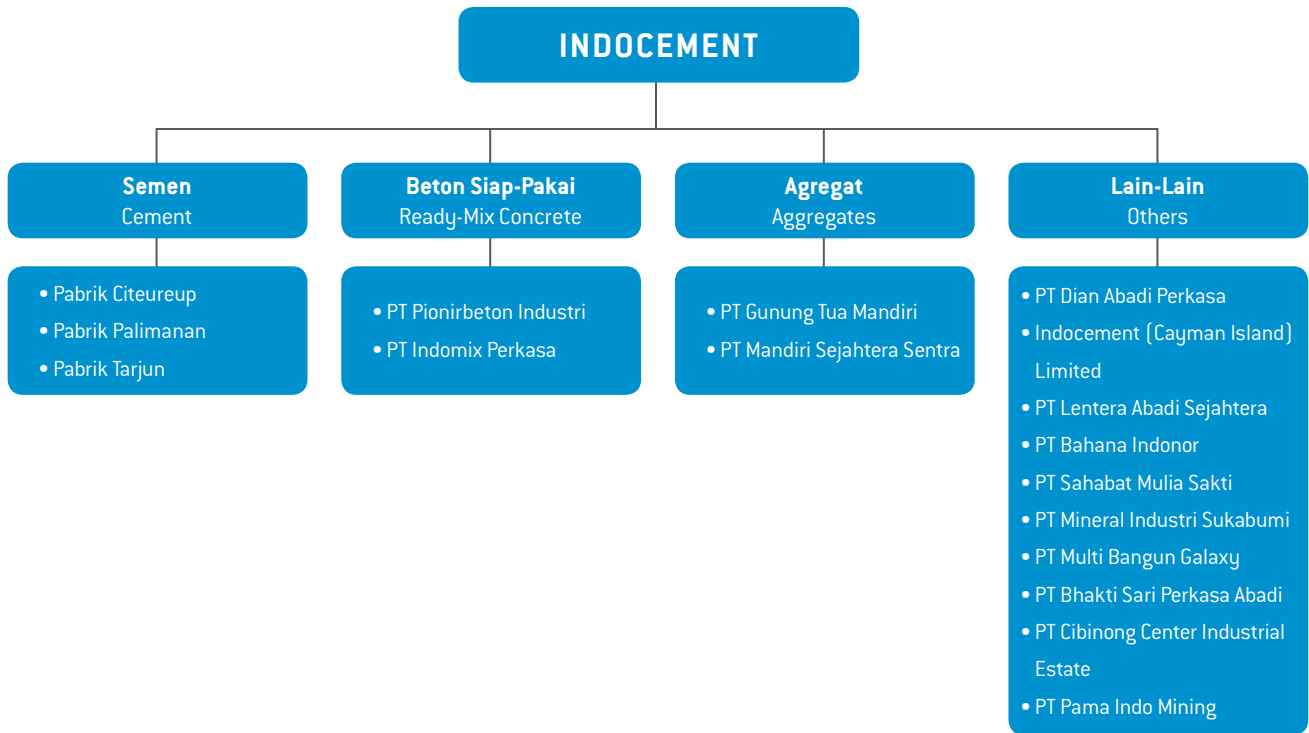 INDOCEMENT
Semen
Cement
• Pabrik Citeureup
• Pabrik Palimanan
• Pabrik Tarjun
Beton Siap-Pakai
Ready-Mix Concrete
• PT Pionirbeton Industri
• PT Indomix Perkasa
Agregat
Aggregates
• PT Gunung Tua Mandiri
• PT Mandiri Sejahtera Sentra
Lain-Lain
Others
• PT Dian Abadi Perkasa
• Indocement (Cayman Island)
Limited
• PT Lentera Abadi Sejahtera
• PT Bahana Indonor
• PT Sahabat Mulia Sakti
• PT Mineral Industri Sukabumi
• PT Multi Bangun Galaxy
• PT Bhakti Sari Perkasa Abadi
• PT Cibinong Center Industrial
Estate
• PT Pama Indo Mining